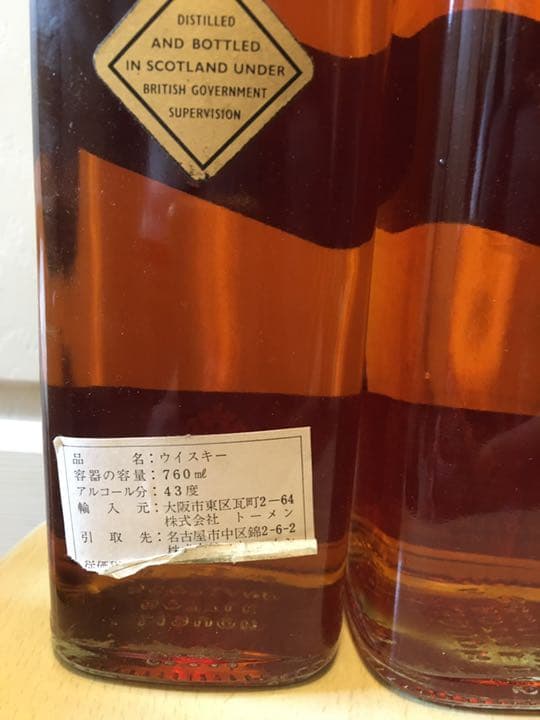 DISTILLED
AND BOTTLED
IN SCOTLAND UNDER
BRITISH GOVERNMENT
SUPERVISION
品 名:ウイスキー
容器の容量:760㎖
アルコール分:43度
輸入元:大阪市東区瓦町2-64
株式会社 トーメン
引取先:名古屋市中区錦2-6-2